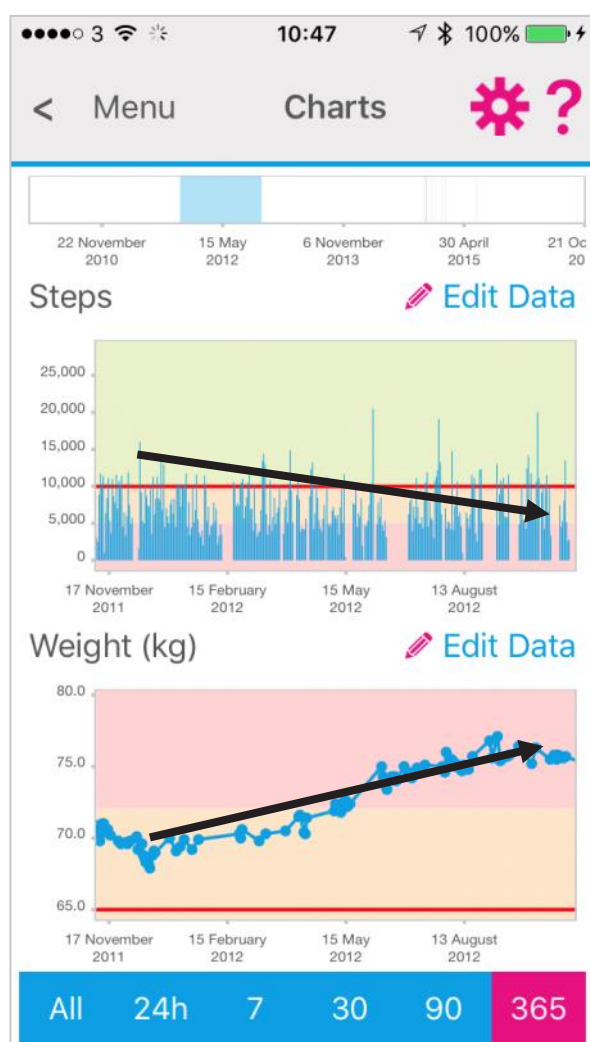 3 10:47 100%
< Menu Charts ?
22 November 15 May 6 November 30 April 21 Oc
2010 2012 2013 2015 20
Steps Edit Data
25,000
20,000
15,000
10,000
5,000
0
17 November 15 February 15 May 13 August
2011 2012 2012 2012
Weight (kg) Edit Data
80.0
75.0
70.0
65.0
17 November 15 February 15 May 13 August
2011 2012 2012 2012
All 24h 7 30 90 365